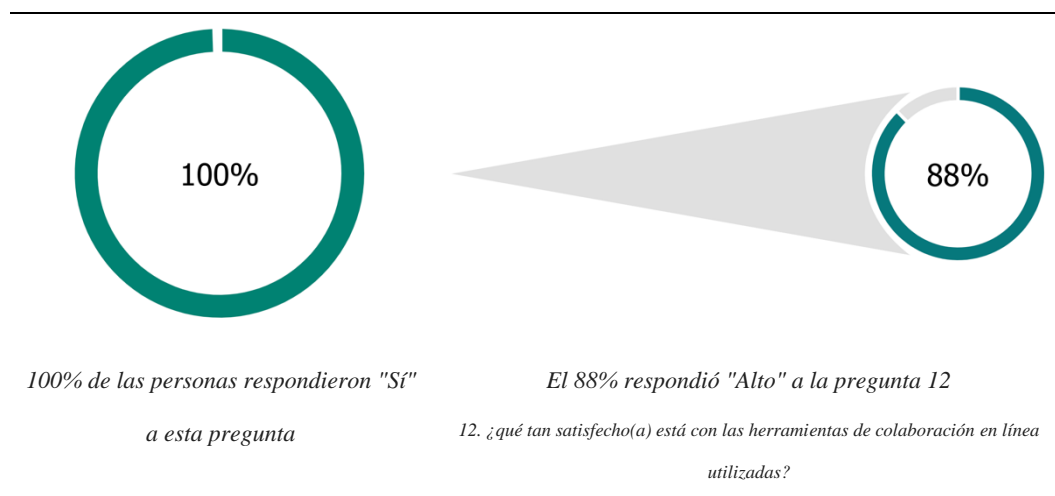 100%
88%
100% de las personas respondieron "Sí"
a esta pregunta
El 88% respondió "Alto" a la pregunta 12
12. ¿qué tan satisfecho(a) está con las herramientas de colaboración en línea
utilizadas?